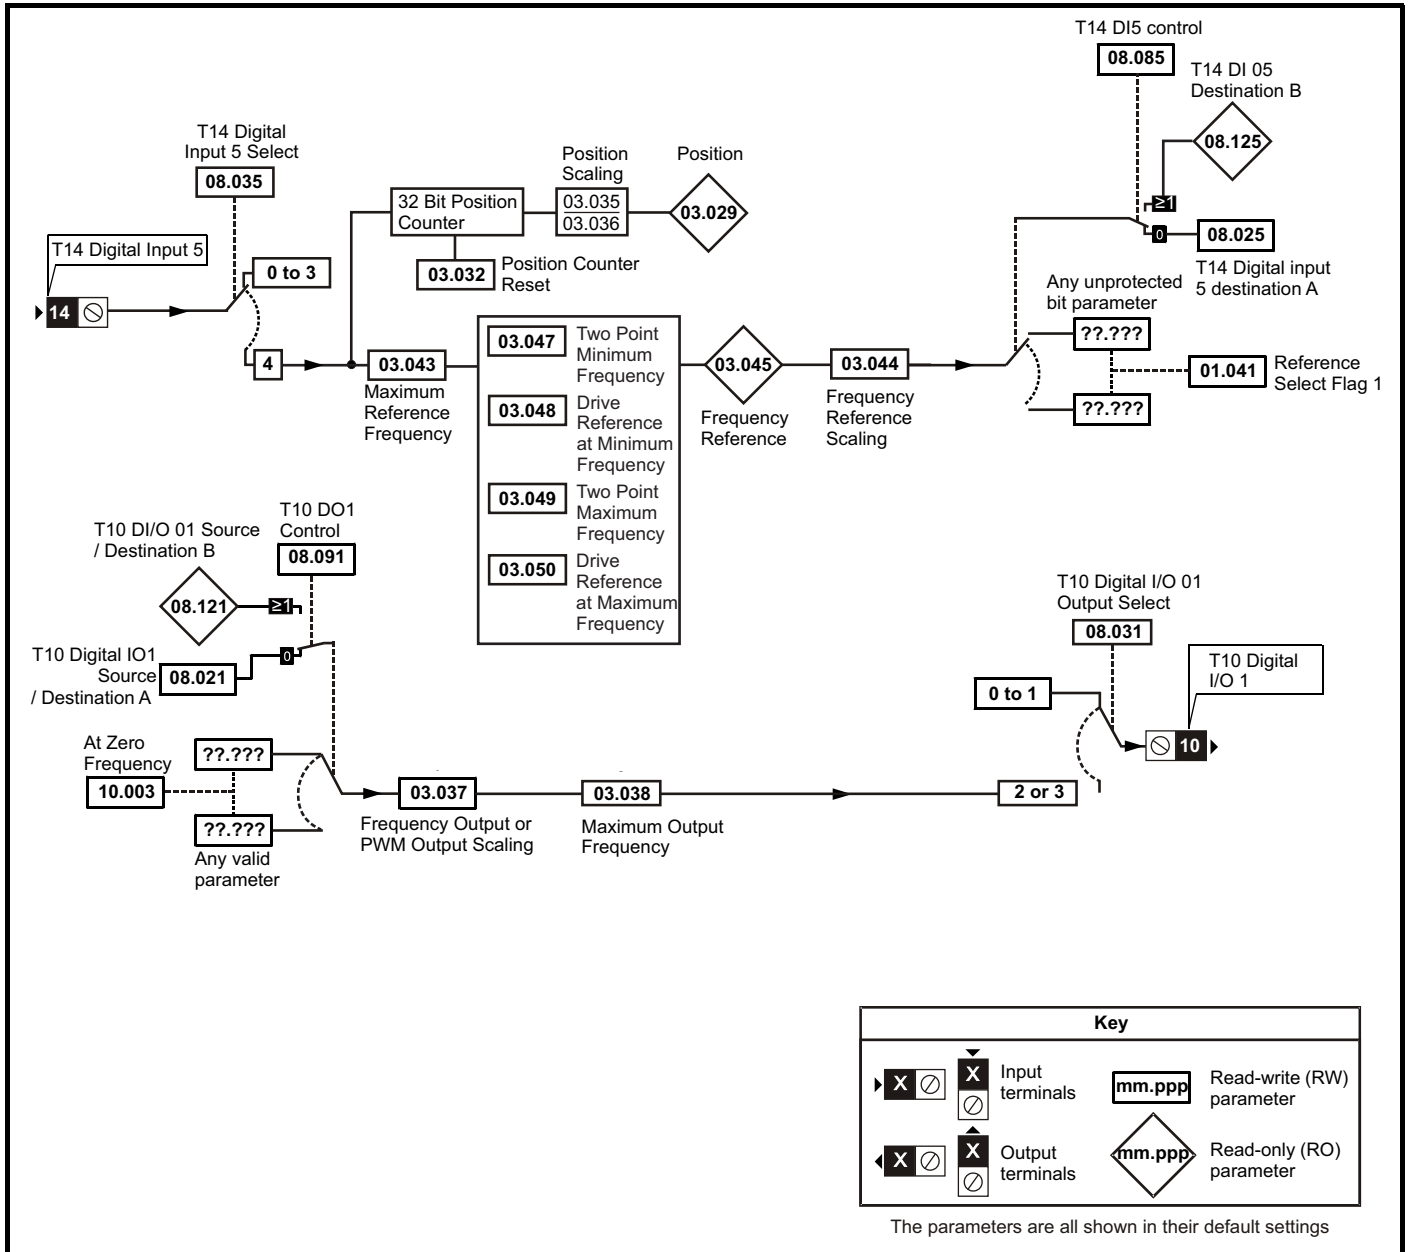 T14 DI5 control
08.085
T14 DI 05
Destination B
08.125
≥1
0
08.025
T14 Digital input
5 destination A
T14 Digital
Input 5 Select
08.035
T14 Digital Input 5
14
0 to 3
4
32 Bit Position
Counter
Position
Scaling
03.035
03.036
Position
03.029
03.032
Position Counter
Reset
03.043
Maximum
Reference
Frequency
03.047
Two Point
Minimum
Frequency
03.048
Drive
Reference
at Minimum
Frequency
03.049
Two Point
Maximum
Frequency
03.050
Drive
Reference
at Maximum
Frequency
03.045
Frequency
Reference
03.044
Frequency
Reference
Scaling
Any unprotected
bit parameter
??.???
??.???
01.041
Reference
Select Flag 1
T10 DI/O 01 Source
/ Destination B
08.121
≥1
T10 DO1
Control
08.091
T10 Digital IO1
Source
/ Destination A
08.021
0
At Zero
Frequency
10.003
??.???
??.???
Any valid
parameter
03.037
Frequency Output or
PWM Output Scaling
03.038
Maximum Output
Frequency
2 or 3
0 to 1
T10 Digital I/O 01
Output Select
08.031
T10 Digital
I/O 1
10
Key
X
X
Input
terminals
mm.ppp
Read-write (RW)
parameter
X
X
Output
terminals
mm.ppp
Read-only (RO)
parameter
The parameters are all shown in their default settings